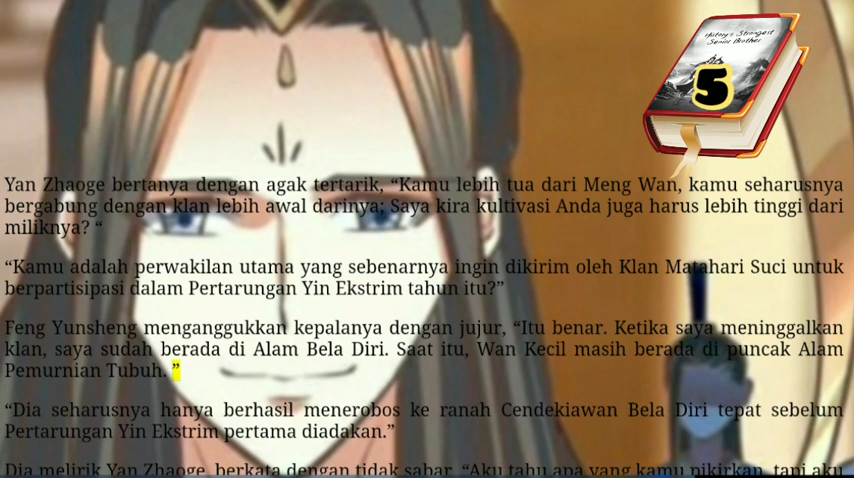 History's Strongest
Senior Brother
5
Yan Zhaoge bertanya dengan agak tertarik, “Kamu lebih tua dari Meng Wan, kamu seharusnya
bergabung dengan klan lebih awal darinya; Saya kira kultivasi Anda juga harus lebih tinggi dari
miliknya? “
“Kamu adalah perwakilan utama yang sebenarnya ingin dikirim oleh Klan Matahari Suci untuk
berpartisipasi dalam Pertarungan Yin Ekstrim tahun itu?”
Feng Yunsheng menganggukkan kepalanya dengan jujur, “Itu benar. Ketika saya meninggalkan
klan, saya sudah berada di Alam Bela Diri. Saat itu, Wan Kecil masih berada di puncak Alam
Pemurnian Tubuh. ”
“Dia seharusnya hanya berhasil menerobos ke ranah Cendekiawan Bela Diri tepat sebelum
Pertarungan Yin Ekstrim pertama diadakan.”
Dia melirik Yan Zhaoge, berkata dengan tidak sabar, “Aku tahu apa yang kamu pikirkan, tapi aku